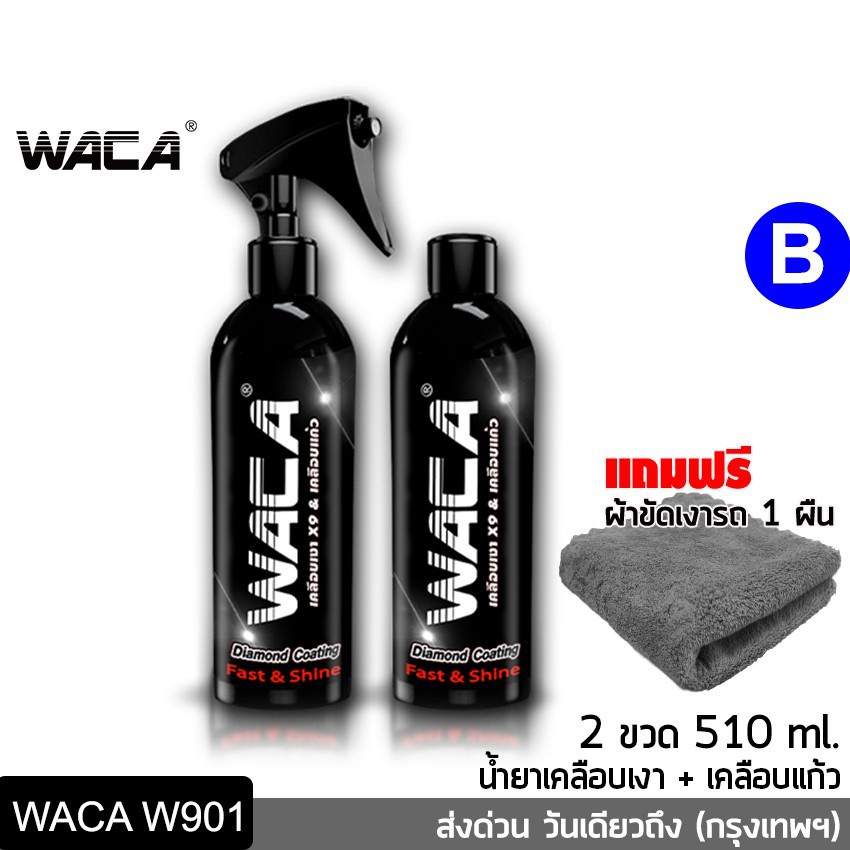 WACA®
B
WACA®
เคลือบเงา X9 & เคลือบแก้ว
Diamond Coating
Fast & Shine
WACA®
เคลือบเงา X9 & เคลือบแก้ว
Diamond Coating
Fast & Shine
แถมฟรี
ผ้าขัดเงารถ 1 ผืน
2 ขวด 510 ml.
น้ำยาเคลือบเงา + เคลือบแก้ว
WACA W901
ส่งด่วน วันเดียวถึง (กรุงเทพฯ)